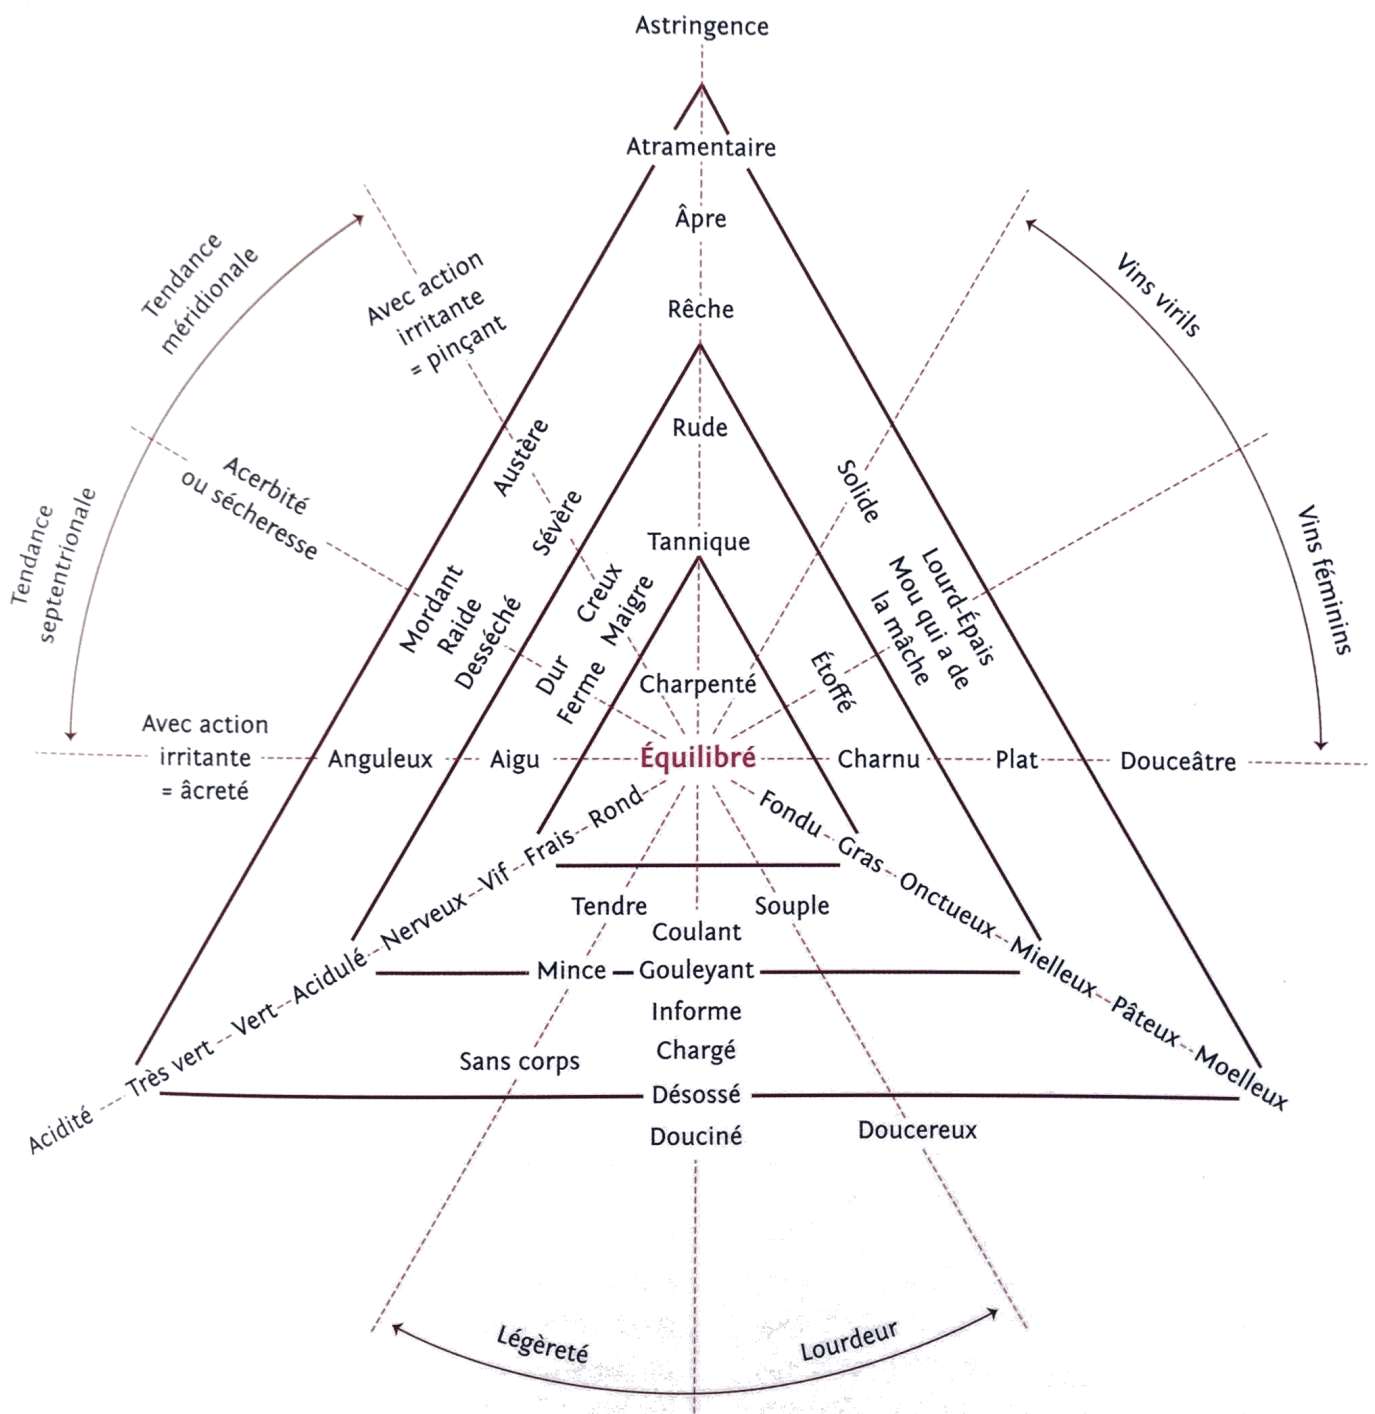 Astringence
Atramentaire
Âpre
Rêche
Rude
Tannique
Charpenté
Équilibré
Tendance
méridionale
Avec action
irritante
= pinçant
Vins virils
Austère
Sévère
Creux
Maigre
Solide
Tendance
septentrionale
Acerbité
ou sécheresse
Mordant
Raide
Desséché
Dur
Ferme
Étoffé
Lourd-Épais
Mou qui a de
la mâche
Vins féminins
Avec action
irritante
= âcreté
Anguleux
Aigu
Charnu
Plat
Douceâtre
Rond
Frais
Vif
Nerveux
Acidulé
Vert
Très vert
Acidité
Fondu
Gras
Onctueux
Mielleux
Pâteux
Moelleux
Tendre
Souple
Coulant
Mince
Gouleyant
Informe
Chargé
Sans corps
Désossé
Douciné
Doucereux
Légèreté
Lourdeur